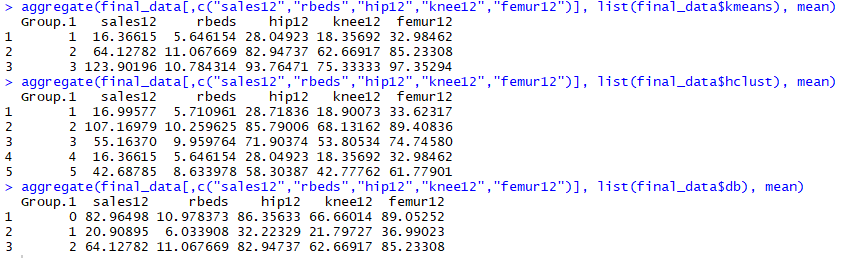 > aggregate(final_data[,c("sales12","rbeds","hip12","knee12","femur12")], list(final_data$kmeans), mean)
Group.1 sales12 rbeds hip12 knee12 femur12
1 1 16.36615 5.646154 28.04923 18.35692 32.98462
2 2 64.12782 11.067669 82.94737 62.66917 85.23308
3 3 123.90196 10.784314 93.76471 75.33333 97.35294
> aggregate(final_data[,c("sales12","rbeds","hip12","knee12","femur12")], list(final_data$hclust), mean)
Group.1 sales12 rbeds hip12 knee12 femur12
1 1 16.99577 5.710961 28.71836 18.90073 33.62317
2 2 107.16979 10.259625 85.79006 68.13162 89.40836
3 3 55.16370 9.959764 71.90374 53.80534 74.74580
4 4 16.36615 5.646154 28.04923 18.35692 32.98462
5 5 42.68785 8.633978 58.30387 42.77762 61.77901
> aggregate(final_data[,c("sales12","rbeds","hip12","knee12","femur12")], list(final_data$db), mean)
Group.1 sales12 rbeds hip12 knee12 femur12
1 0 82.96498 10.978373 86.35633 66.66014 89.05252
2 1 20.90895 6.033908 32.22329 21.79727 36.99023
3 2 64.12782 11.067669 82.94737 62.66917 85.23308